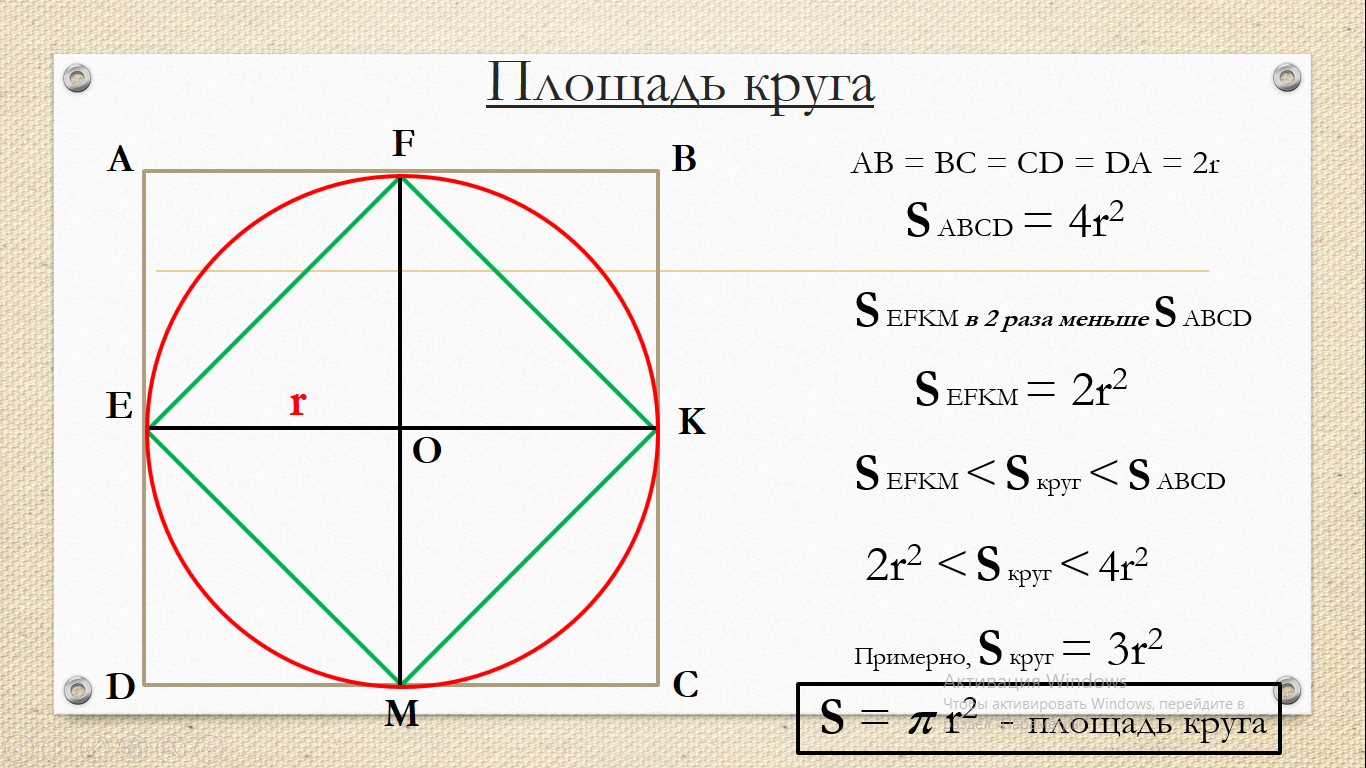 Площадь круга
F
A
B
E
r
K
O
D
C
M
AB = BC = CD = DA = 2r
S ABCD = 4r²
S EFKM в 2 раза меньше S ABCD
S EFKM = 2r²
S EFKM < S круг < S ABCD
2r² < S круг < 4r²
Примерно, S круг = 3r²
Активация Windows
Чтобы активировать Windows, перейдите в
S = π r² - площадь круга